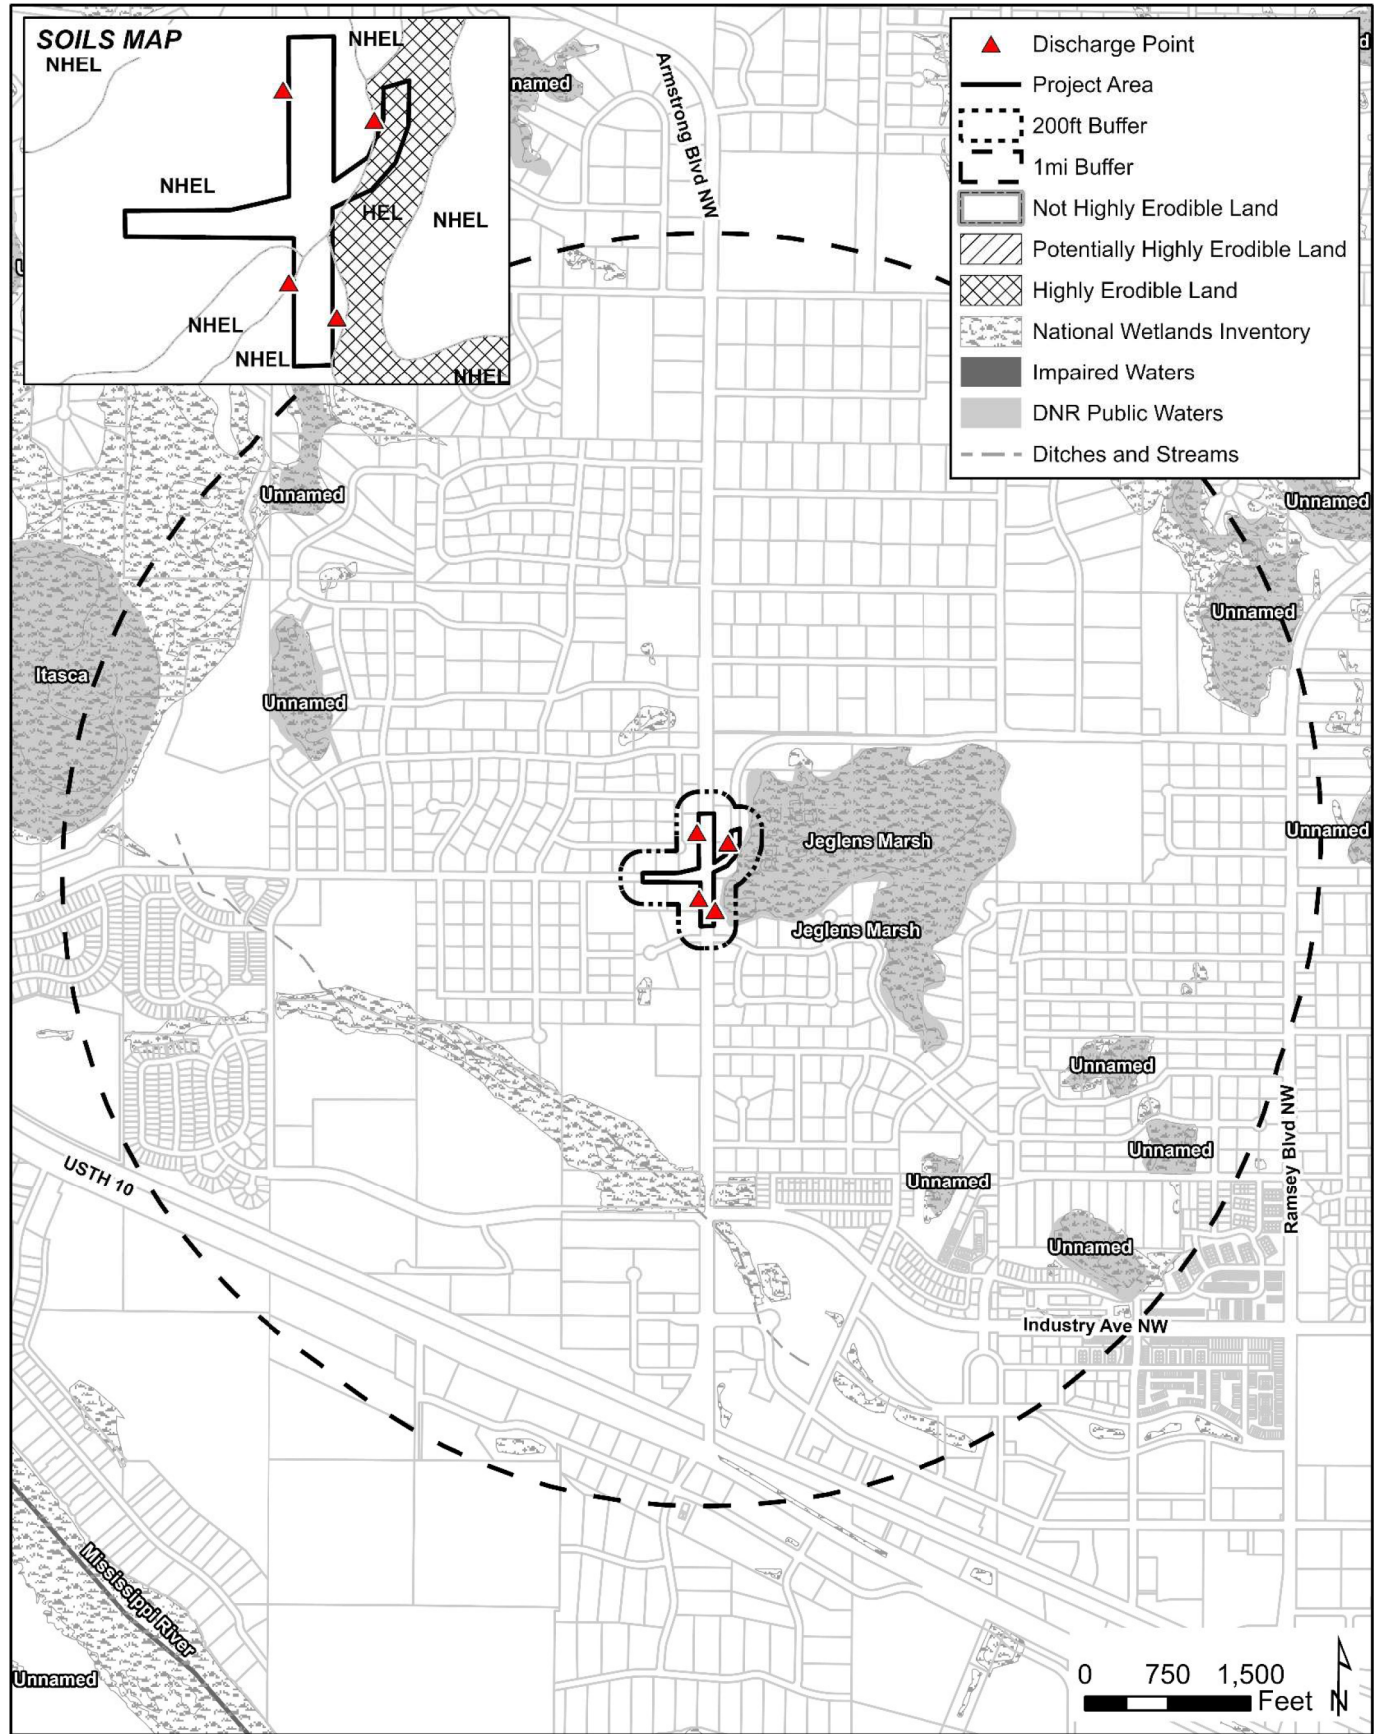 SOILS MAP
NHEL
NHEL
NHEL
NHEL
HEL
NHEL
NHEL
NHEL
Discharge Point
Project Area
200ft Buffer
1mi Buffer
Not Highly Erodible Land
Potentially Highly Erodible Land
Highly Erodible Land
National Wetlands Inventory
Impaired Waters
DNR Public Waters
Ditches and Streams
Armstrong Blvd NW
Unnamed
Unnamed
Unnamed
Itasca
Unnamed
Jeglens Marsh
Unnamed
Jeglens Marsh
Unnamed
Unnamed
Unnamed
Unnamed
Ramsey Blvd NW
USTH 10
Industry Ave NW
Mississippi River
Unnamed
0 750 1,500
Feet
N